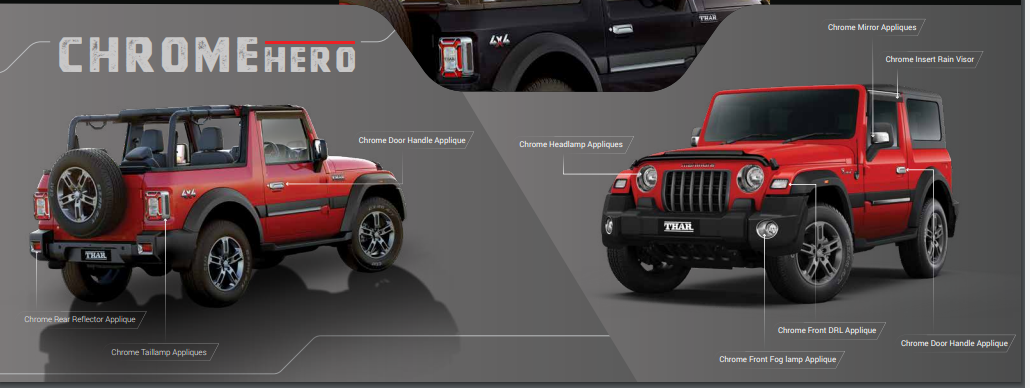 CHROMEHERO
THAR
4x4
Chrome Mirror Appliques
Chrome Insert Rain Visor
Chrome Door Handle Applique
Chrome Headlamp Appliques
4x4
THAR
THAR
Chrome Rear Reflector Applique
Chrome Taillamp Appliques
Chrome Front DRL Applique
Chrome Door Handle Applique
Chrome Front Fog lamp Applique